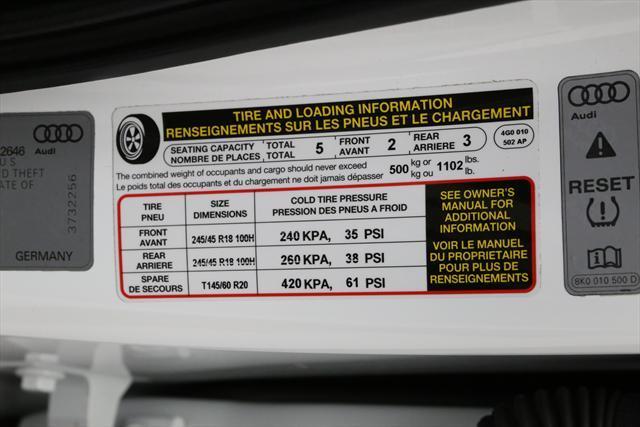 2646
Audi
U S
D THEFT
ATE OF
3732256
GERMANY
TIRE AND LOADING INFORMATION
RENSEIGNEMENTS SUR LES PNEUS ET LE CHARGEMENT
SEATING CAPACITY TOTAL 5 FRONT 2 REAR 3
NOMBRE DE PLACES, TOTAL AVANT ARRIERE
4G0 010
502 AP
The combined weight of occupants and cargo should never exceed 500 kg or 1102 lbs.
Le poids total des occupants et du chargement ne doit jamais dépasser kg ou lb.
TIRE SIZE COLD TIRE PRESSURE
PNEU DIMENSIONS PRESSION DES PNEUS A FROID
FRONT
AVANT 245/45 R18 100H 240 KPA, 35 PSI
REAR
ARRIERE 245/45 R18 100H 260 KPA, 38 PSI
SPARE
DE SECOURS T145/60 R20 420 KPA, 61 PSI
SEE OWNER'S
MANUAL FOR
ADDITIONAL
INFORMATION
VOIR LE MANUEL
DU PROPRIETAIRE
POUR PLUS DE
RENSEIGNEMENTS
Audi
RESET
8K0 010 500 D